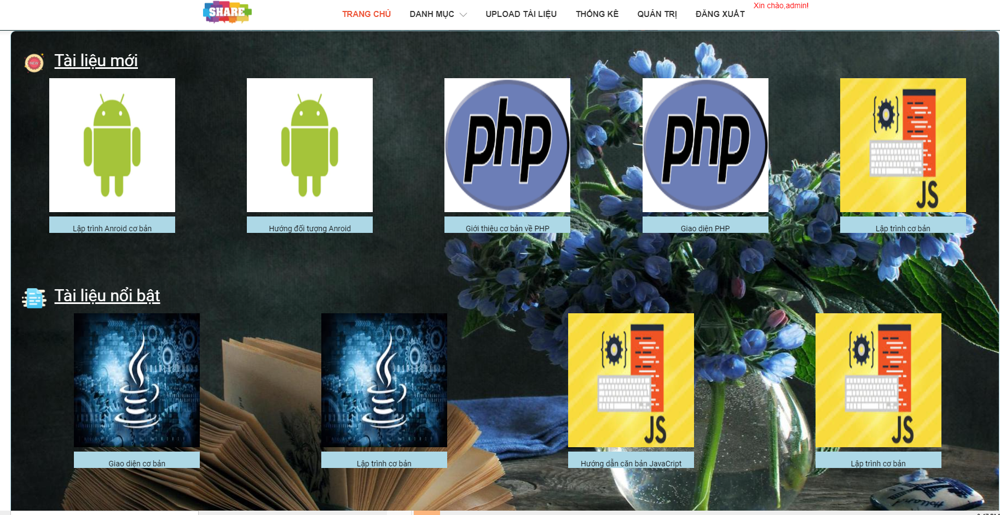 SHARE
TRANG CHỦ DANH MỤC UPLOAD TÀI LIỆU THỐNG KÊ QUẢN TRỊ ĐĂNG XUẤT Xin chào,admin!
NEW Tài liệu mới
php php JS
Lập trình Anroid cơ bản Hướng đối tượng Anroid Giới thiệu cơ bản về PHP Giao diện PHP Lập trình cơ bản
Tài liệu nổi bật
JS JS
Giao diện cơ bản Lập trình cơ bản Hướng dẫn căn bản JavaCript Lập trình cơ bản
Holland